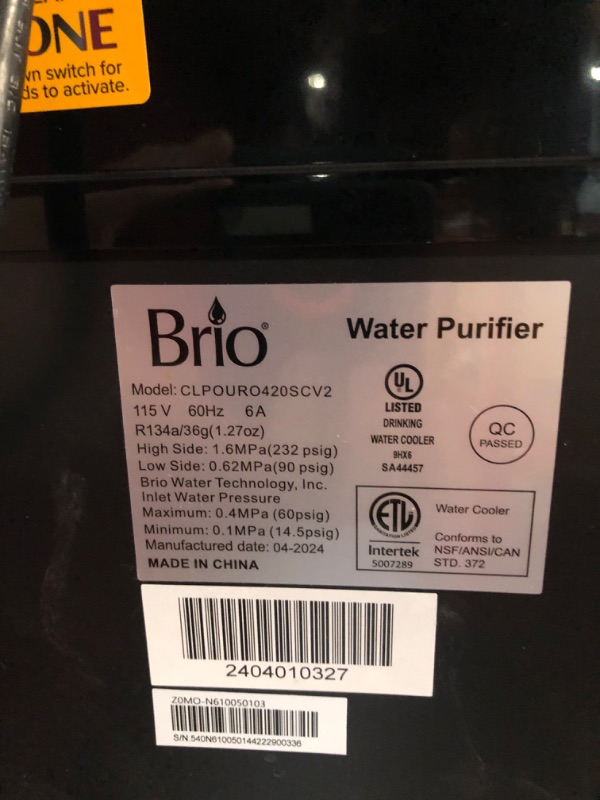 ONE
switch for
to activate.
Brio®
Model: CLPOURO420SCV2
115 V 60Hz 6A
R134a/36g(1.27oz)
High Side: 1.6MPa(232 psig)
Low Side: 0.62MPa(90 psig)
Brio Water Technology, Inc.
Inlet Water Pressure
Maximum: 0.4MPa (60psig)
Minimum: 0.1MPa (14.5psig)
Manufactured date: 04-2024
MADE IN CHINA
Water Purifier
UL
LISTED
DRINKING
WATER COOLER
9HX6
SA44457
QC
PASSED
ETL
Intertek
5007289
Water Cooler
Conforms to
NSF/ANSI/CAN
STD. 372
2404010327
Z0MO-N610050103
S/N:540N610050144222900336